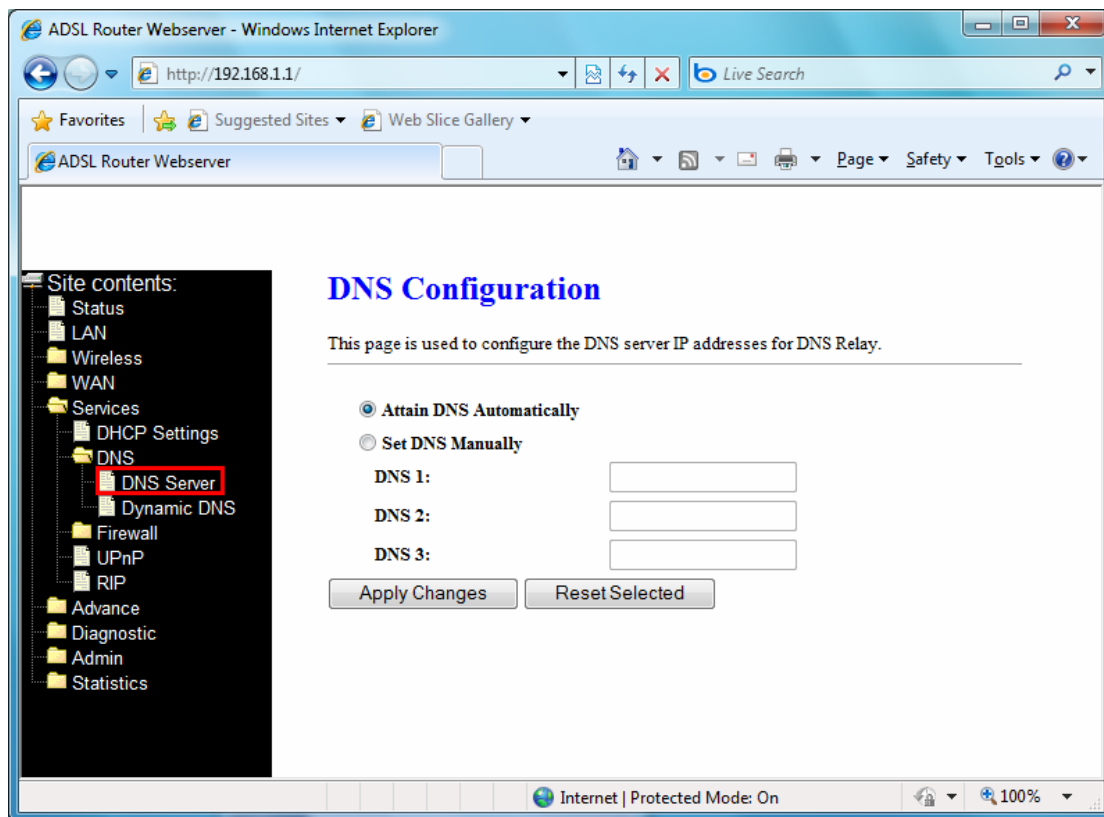 ADSL Router Webserver - Windows Internet Explorer
http://192.168.1.1/
Live Search
Favorites
Suggested Sites
Web Slice Gallery
ADSL Router Webserver
Page
Safety
Tools
Site contents:
Status
LAN
Wireless
WAN
Services
DHCP Settings
DNS
DNS Server
Dynamic DNS
Firewall
UPnP
RIP
Advance
Diagnostic
Admin
Statistics
DNS Configuration
This page is used to configure the DNS server IP addresses for DNS Relay.
Attain DNS Automatically
Set DNS Manually
DNS 1:
DNS 2:
DNS 3:
Apply Changes
Reset Selected
Internet | Protected Mode: On
100%